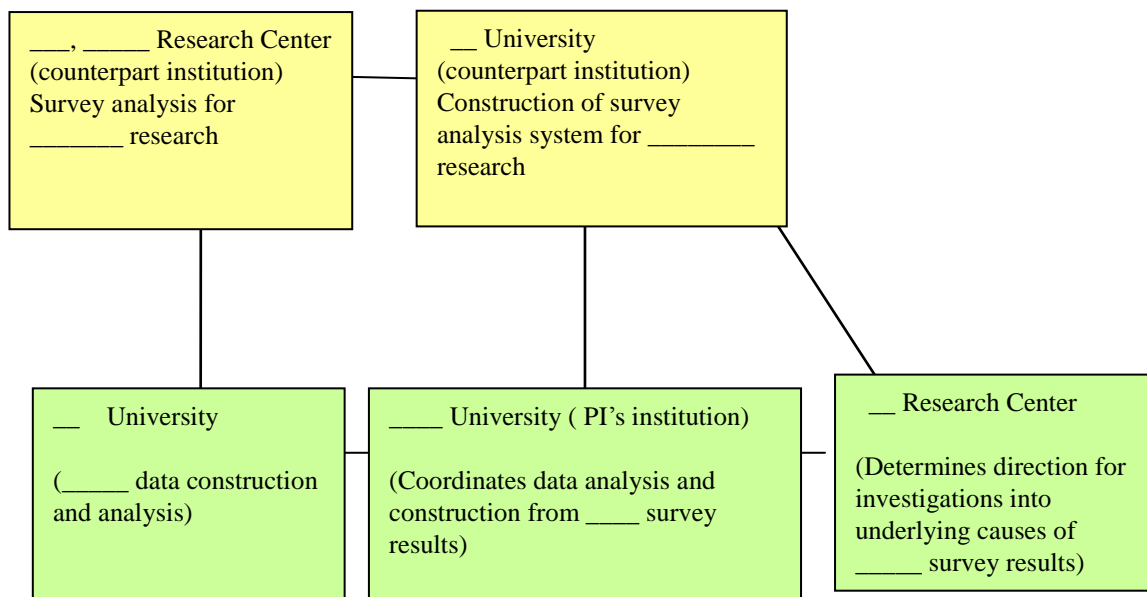 ___, _____ Research Center
(counterpart institution)
Survey analysis for
_______ research
__ University
(counterpart institution)
Construction of survey
analysis system for ________
research
__ University
(_____ data construction
and analysis)
____ University ( PI’s institution)
(Coordinates data analysis and
construction from ____ survey
results)
__ Research Center
(Determines direction for
investigations into
underlying causes of
_____ survey results)